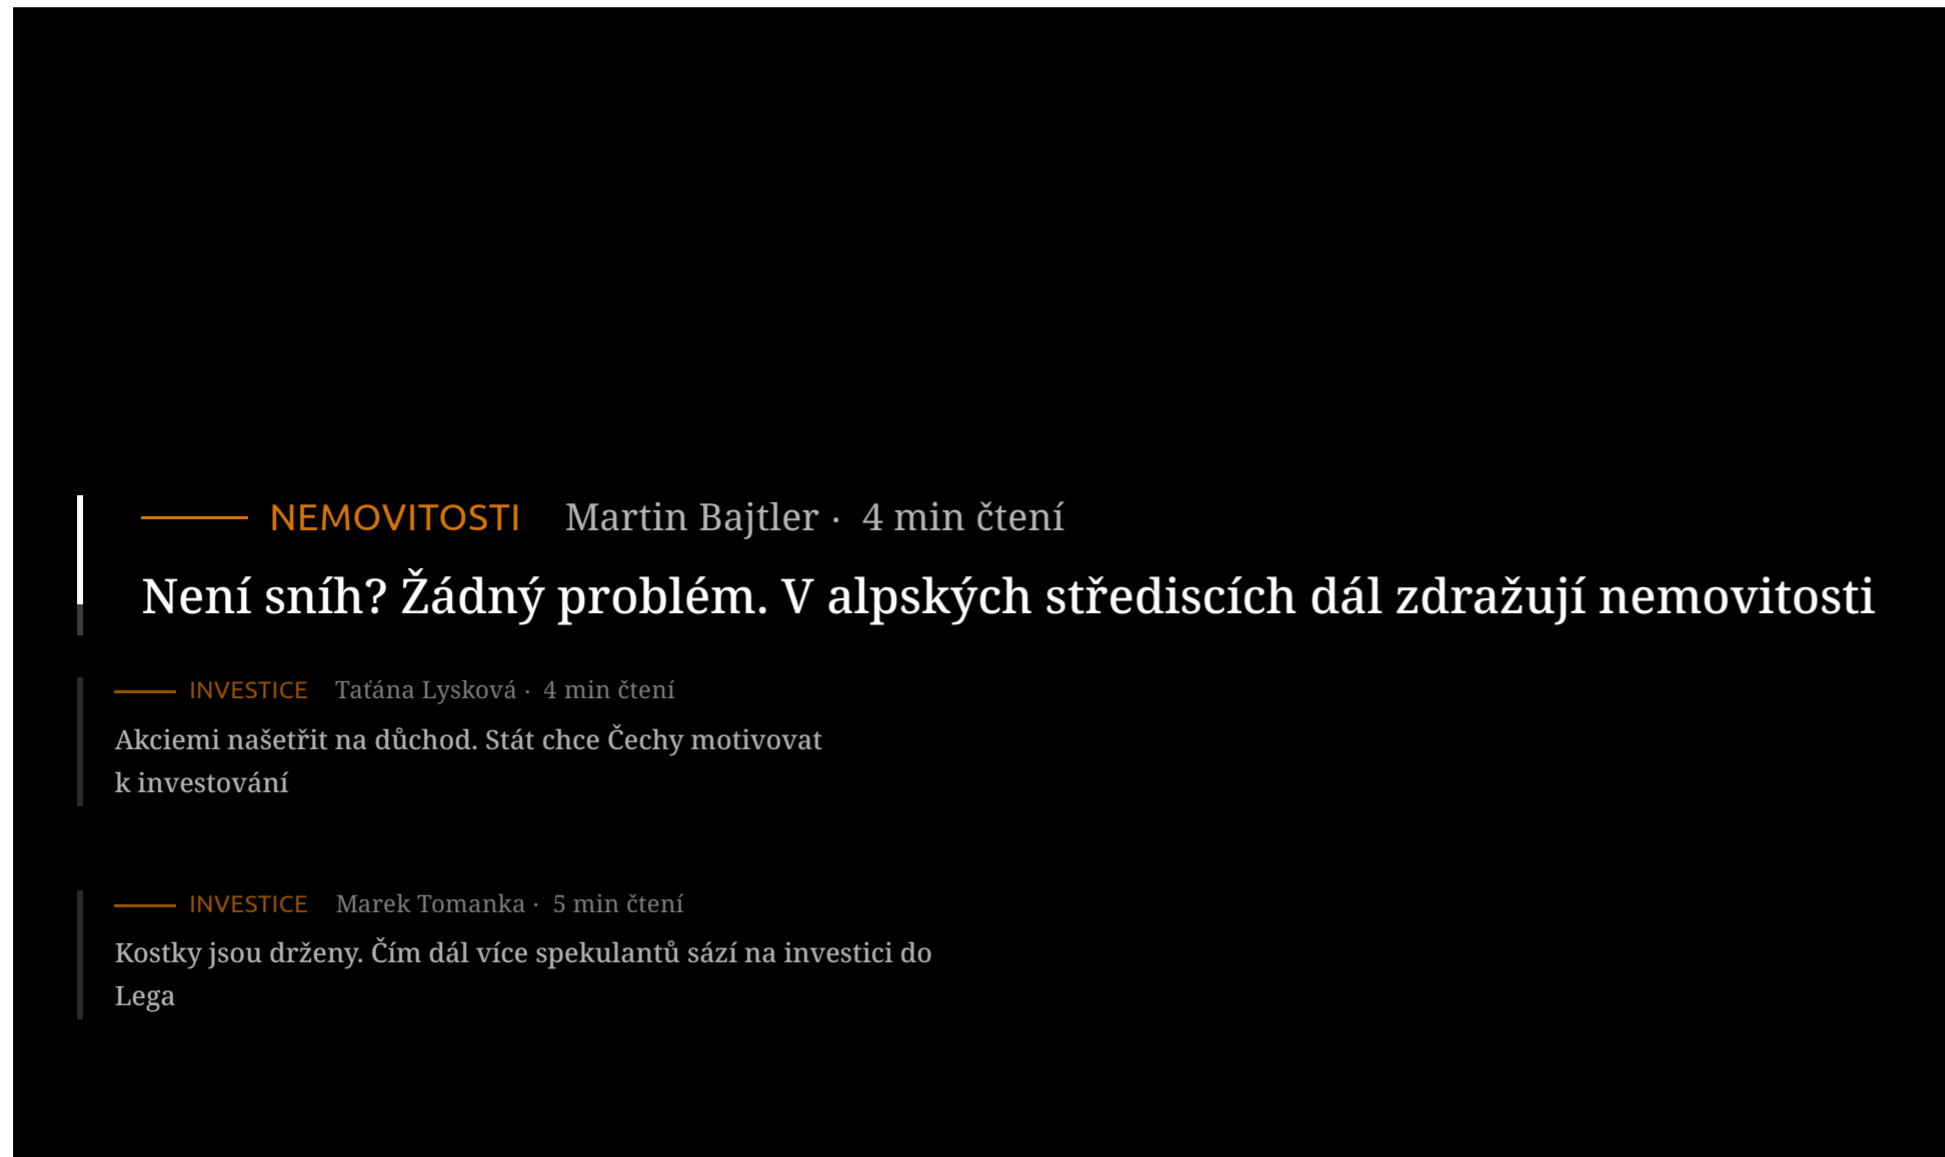 NEMOVITOSTI Martin Bajtler · 4 min čtení
Není sníh? Žádný problém. V alpských střediscích dál zdražují nemovitosti
INVESTICE Taťána Lysková · 4 min čtení
Akciemi našetřit na důchod. Stát chce Čechy motivovat
k investování
INVESTICE Marek Tomanka · 5 min čtení
Kostky jsou drženy. Čím dál více spekulantů sází na investici do
Lega